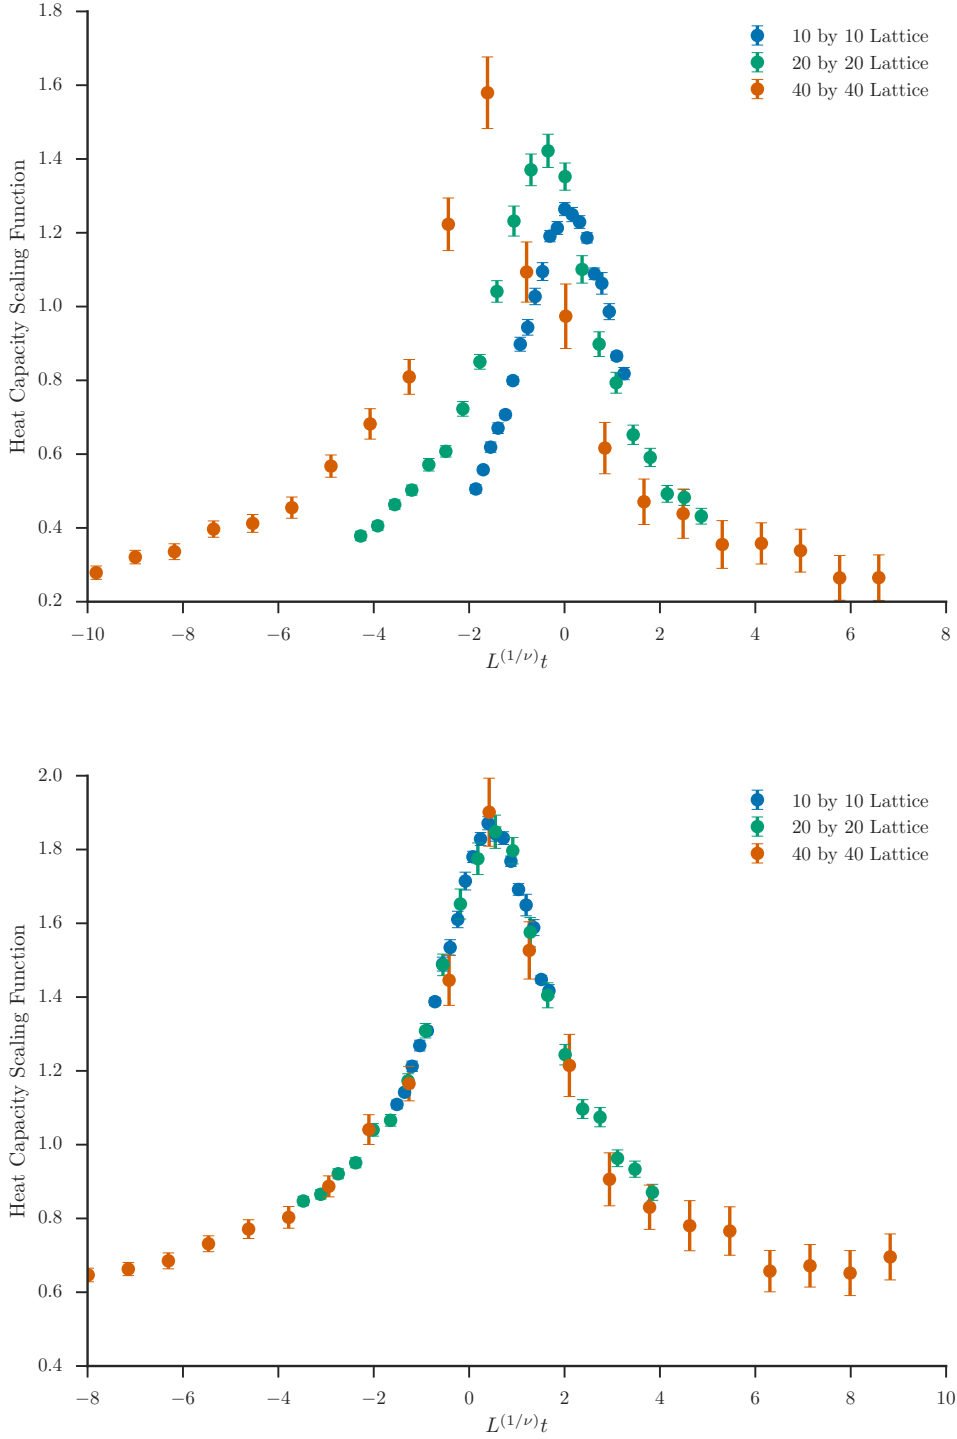 1.8
1.6
1.4
1.2
1.0
0.8
0.6
0.4
0.2
Heat Capacity Scaling Function
10 by 10 Lattice
20 by 20 Lattice
40 by 40 Lattice
−10 −8 −6 −4 −2 0 2 4 6 8
L^(1/ν)t
2.0
1.8
1.6
1.4
1.2
1.0
0.8
0.6
0.4
Heat Capacity Scaling Function
10 by 10 Lattice
20 by 20 Lattice
40 by 40 Lattice
−8 −6 −4 −2 0 2 4 6 8 10
L^(1/ν)t